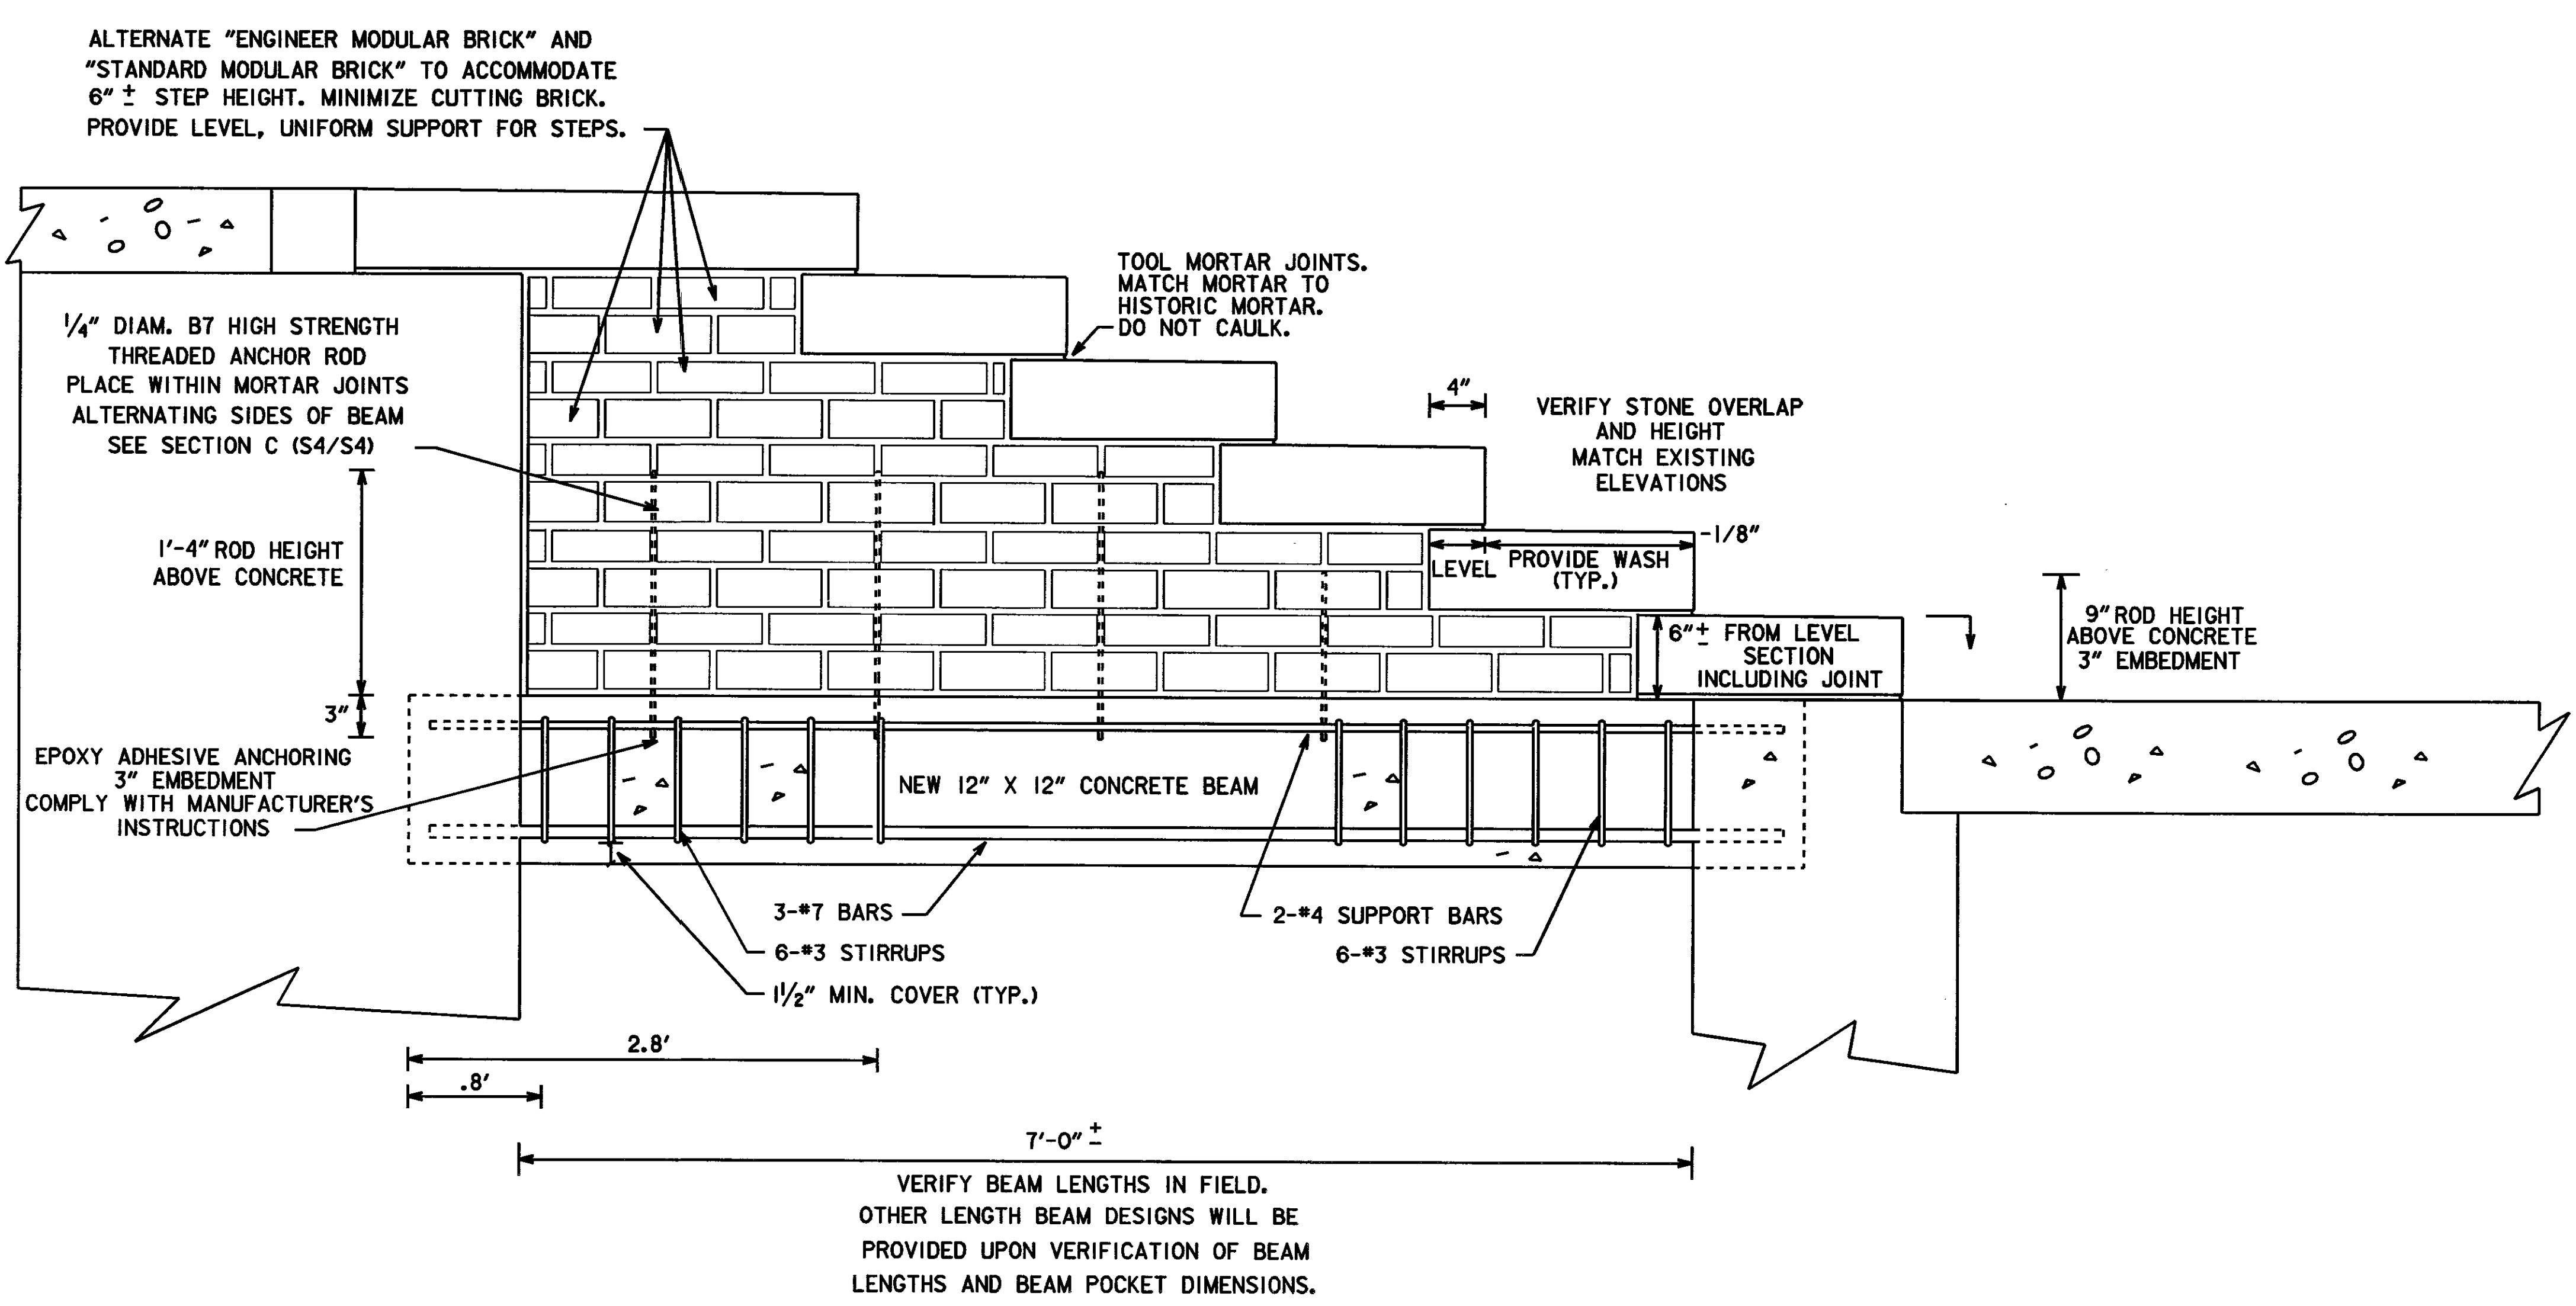 ALTERNATE "ENGINEER MODULAR BRICK" AND
"STANDARD MODULAR BRICK" TO ACCOMMODATE
6" ± STEP HEIGHT. MINIMIZE CUTTING BRICK.
PROVIDE LEVEL, UNIFORM SUPPORT FOR STEPS.
TOOL MORTAR JOINTS.
MATCH MORTAR TO
HISTORIC MORTAR.
DO NOT CAULK.
1/4" DIAM. B7 HIGH STRENGTH
THREADED ANCHOR ROD
PLACE WITHIN MORTAR JOINTS
ALTERNATING SIDES OF BEAM
SEE SECTION C (S4/S4)
4"
VERIFY STONE OVERLAP
AND HEIGHT
MATCH EXISTING
ELEVATIONS
1'-4" ROD HEIGHT
ABOVE CONCRETE
-1/8"
LEVEL
PROVIDE WASH
(TYP.)
6"± FROM LEVEL
SECTION
INCLUDING JOINT
9" ROD HEIGHT
ABOVE CONCRETE
3" EMBEDMENT
3"
EPOXY ADHESIVE ANCHORING
3" EMBEDMENT
COMPLY WITH MANUFACTURER'S
INSTRUCTIONS
NEW 12" X 12" CONCRETE BEAM
3-#7 BARS
6-#3 STIRRUPS
1 1/2" MIN. COVER (TYP.)
2-#4 SUPPORT BARS
6-#3 STIRRUPS
2.8'
.8'
7'-0" ±
VERIFY BEAM LENGTHS IN FIELD.
OTHER LENGTH BEAM DESIGNS WILL BE
PROVIDED UPON VERIFICATION OF BEAM
LENGTHS AND BEAM POCKET DIMENSIONS.